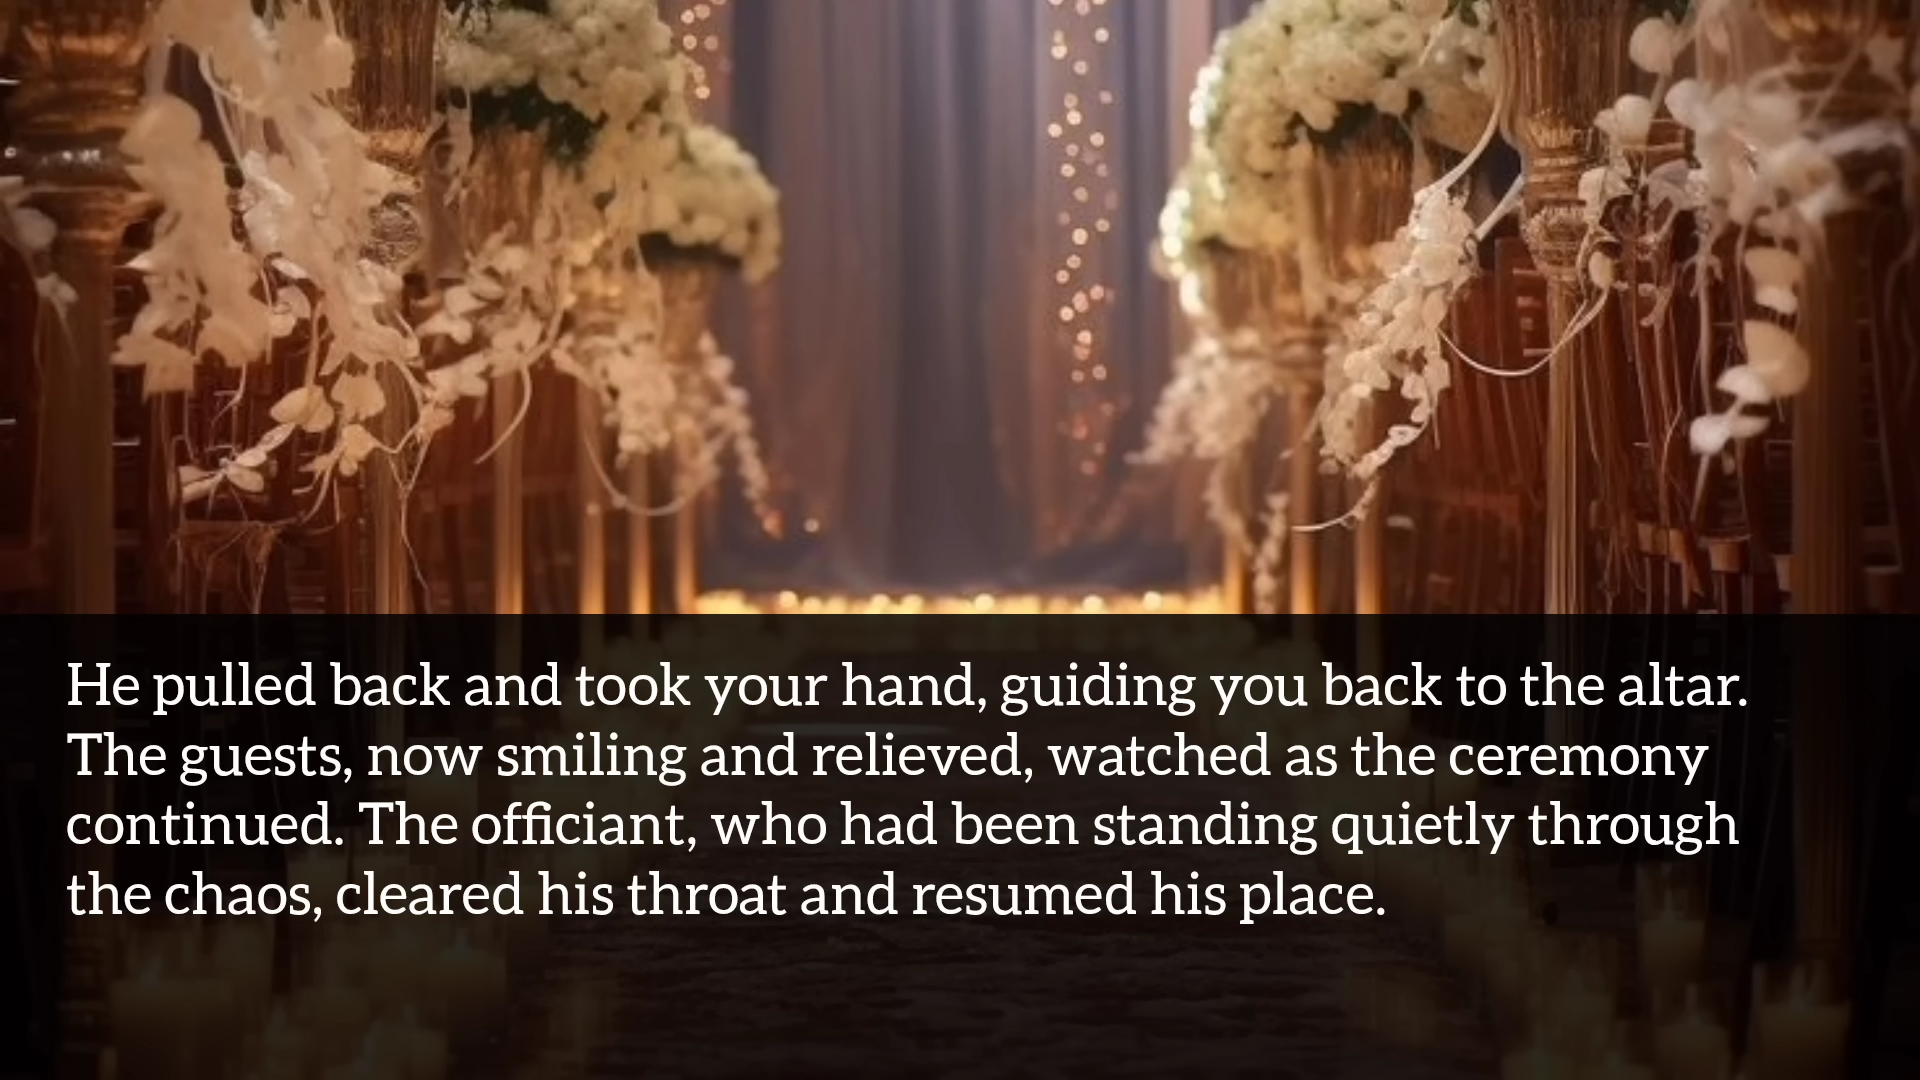 He pulled back and took your hand, guiding you back to the altar.
The guests, now smiling and relieved, watched as the ceremony
continued. The officiant, who had been standing quietly through
the chaos, cleared his throat and resumed his place.